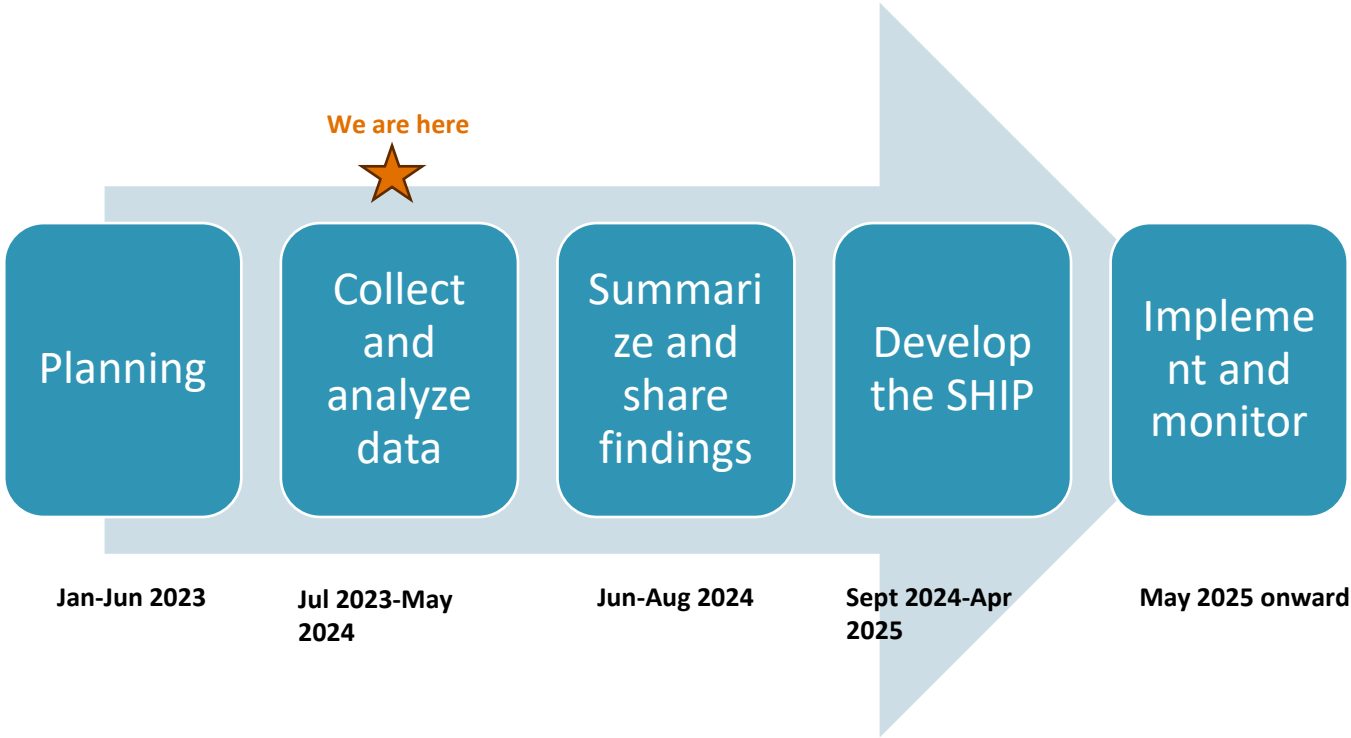 We are here
Planning
Collect
and
analyze
data
Summari
ze and
share
findings
Develop
the SHIP
Impleme
nt and
monitor
Jan-Jun 2023
Jul 2023-May
2024
Jun-Aug 2024
Sept 2024-Apr
2025
May 2025 onward